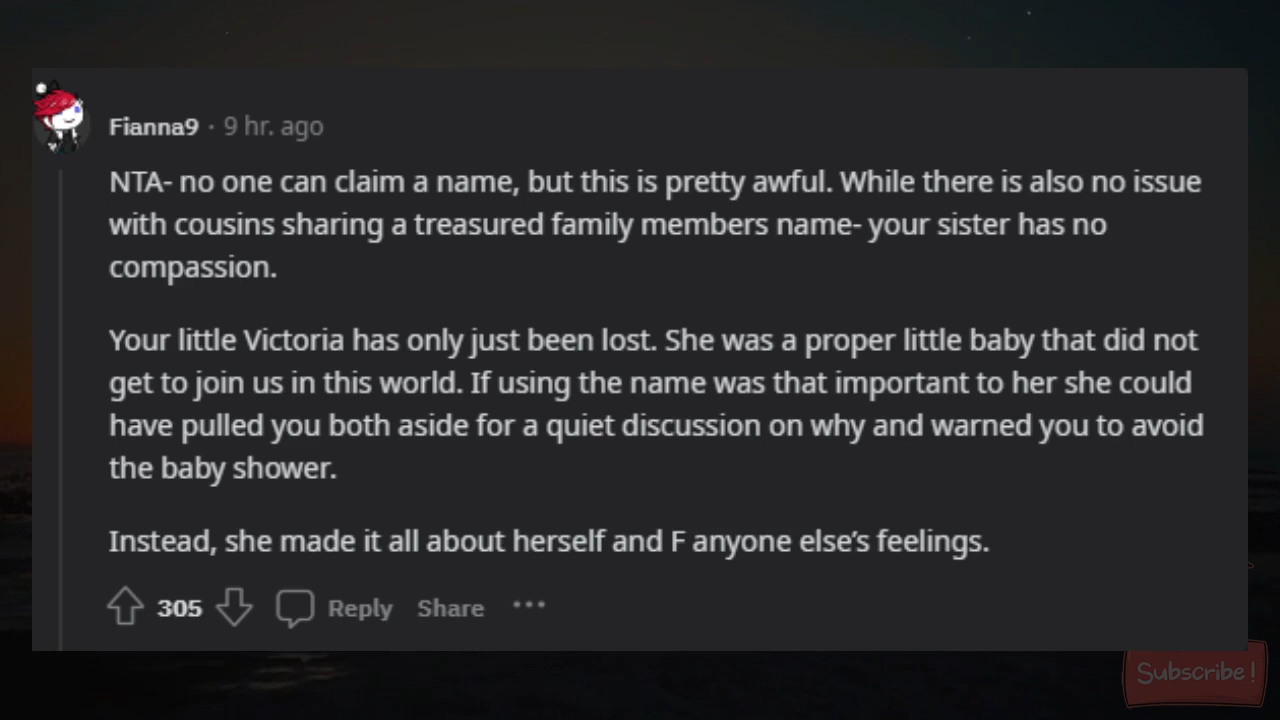 Fianna9 · 9 hr. ago
NTA- no one can claim a name, but this is pretty awful. While there is also no issue
with cousins sharing a treasured family members name- your sister has no
compassion.
Your little Victoria has only just been lost. She was a proper little baby that did not
get to join us in this world. If using the name was that important to her she could
have pulled you both aside for a quiet discussion on why and warned you to avoid
the baby shower.
Instead, she made it all about herself and F anyone else’s feelings.
305 Reply Share ···
Subscribe!